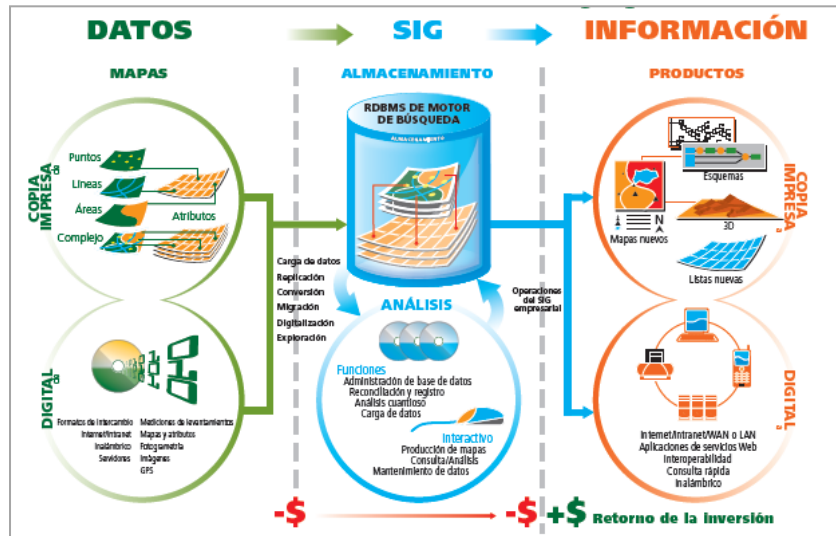 DATOS
SIG
INFORMACIÓN
MAPAS
ALMACENAMIENTO
PRODUCTOS
COPIA
IMPRESA
Puntos
Líneas
Áreas
Atributos
Complejo
DIGITAL
Formatos de intercambio
Internet/Intranet
Inalámbrico
Servidores
Mediciones de levantamientos
Mapas y atributos
Fotogrametría
Imágenes
GPS
Carga de datos
Replicación
Conversión
Migración
Digitalización
Exploración
RDBMS DE MOTOR
DE BÚSQUEDA
ALMACENAMIENTO
ANÁLISIS
Funciones
Administración de base de datos
Reconciliación y registro
Análisis cuantioso
Carga de datos
Interactivo
Producción de mapas
Consulta/Análisis
Mantenimiento de datos
Operaciones
del SIG
empresarial
Esquemas
N
Mapas nuevos
3D
Listas nuevas
COPIA
IMPRESA
a
DIGITAL
a
Internet/Intranet/WAN o LAN
Aplicaciones de servicios Web
Interoperabilidad
Consulta rápida
Inalámbrico
-$
-$
+$ Retorno de la inversión